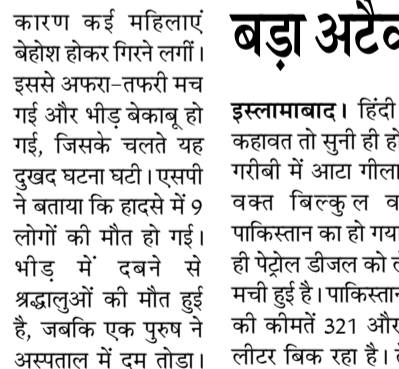 कारण कई महिलाएं
बेहोश होकर गिरने लगीं।
इससे अफरा-तफरी मच
गई और भीड़ बेकाबू हो
गई, जिसके चलते यह
दुखद घटना घटी। एसपी
ने बताया कि हादसे में 9
लोगों की मौत हो गई।
भीड़ में दबने से
श्रद्धालुओं की मौत हुई
है, जबकि एक पुरुष ने
अस्पताल में दम तोड़ा।
बड़ा
इस्लामाबाद। हिंदी
कहावत तो सुनी ही
गरीबी में आटा गीला
वक्त बिल्कुल
पाकिस्तान का हो गया
ही पेट्रोल डीजल को
मची हुई है। पाकिस्तान
की कीमतें 321 और
लीटर बिक रहा है।